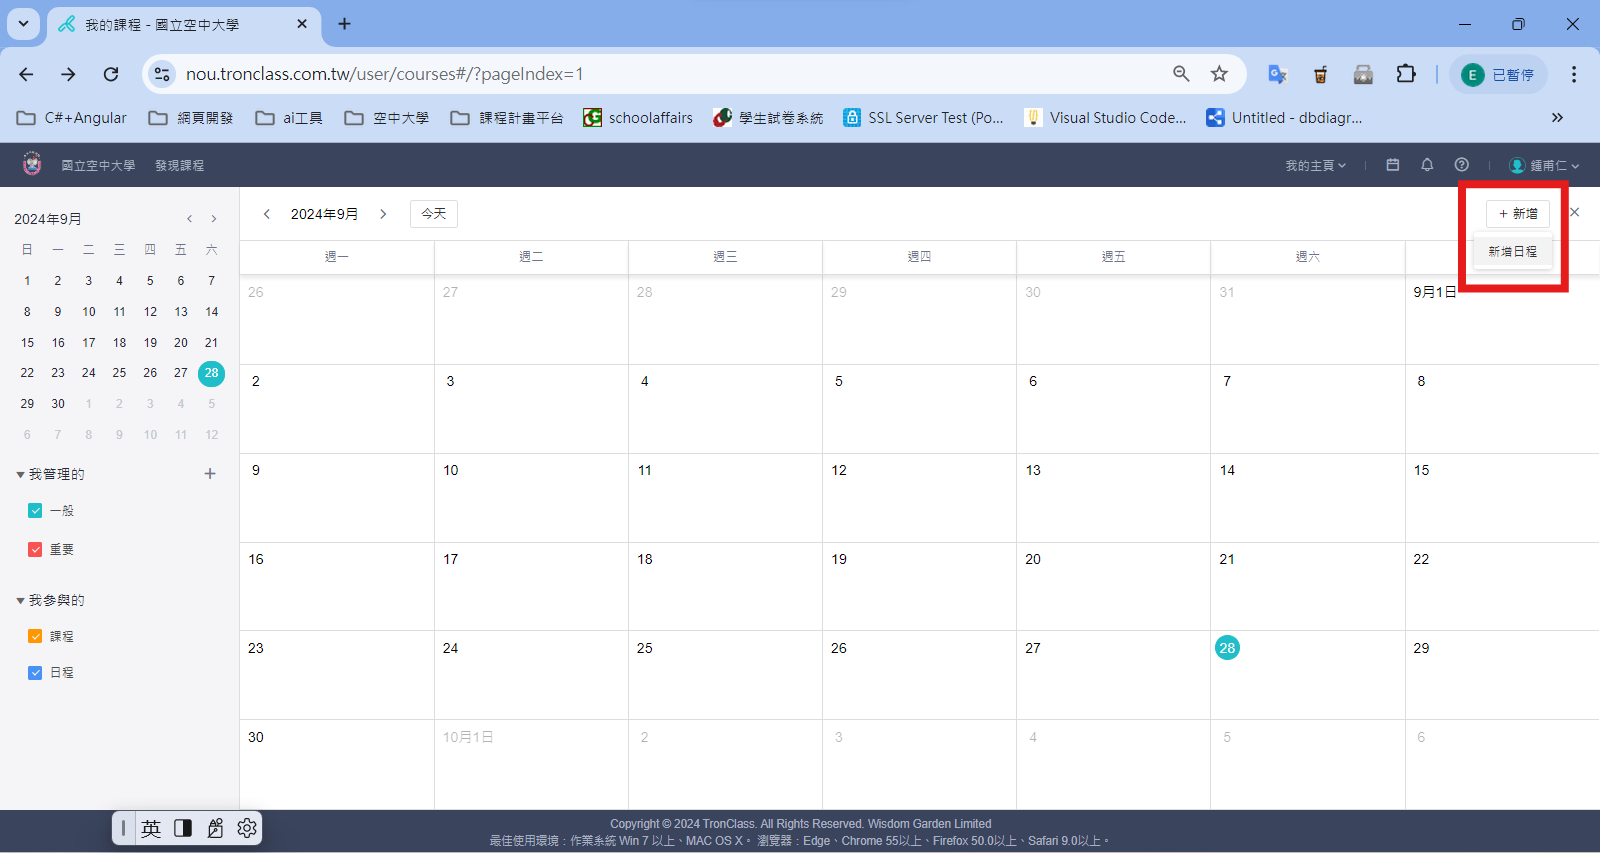 我的課程 - 國立空中大學
nou.tronclass.com.tw/user/courses#/?pageIndex=1
E 已暫停
C#+Angular 網頁開發 ai工具 空中大學 課程計畫平台 schoolaffairs 學生試卷系統 SSL Server Test (Po... Visual Studio Code... Untitled - dbdiagr...
國立空中大學 發現課程 我的主頁 鍾甫仁
2024年9月
日 一 二 三 四 五 六
1 2 3 4 5 6 7
8 9 10 11 12 13 14
15 16 17 18 19 20 21
22 23 24 25 26 27 28
29 30 1 2 3 4 5
6 7 8 9 10 11 12
我管理的
一般
重要
我參與的
課程
日程
2024年9月 今天 + 新增
新增日程
週一 週二 週三 週四 週五 週六
26 27 28 29 30 31 9月1日
2 3 4 5 6 7 8
9 10 11 12 13 14 15
16 17 18 19 20 21 22
23 24 25 26 27 28 29
30 10月1日 2 3 4 5 6
英
Copyright © 2024 TronClass. All Rights Reserved. Wisdom Garden Limited
最佳使用環境：作業系統 Win 7 以上、MAC OS X。 瀏覽器：Edge、Chrome 55以上、Firefox 50.0以上、Safari 9.0以上。